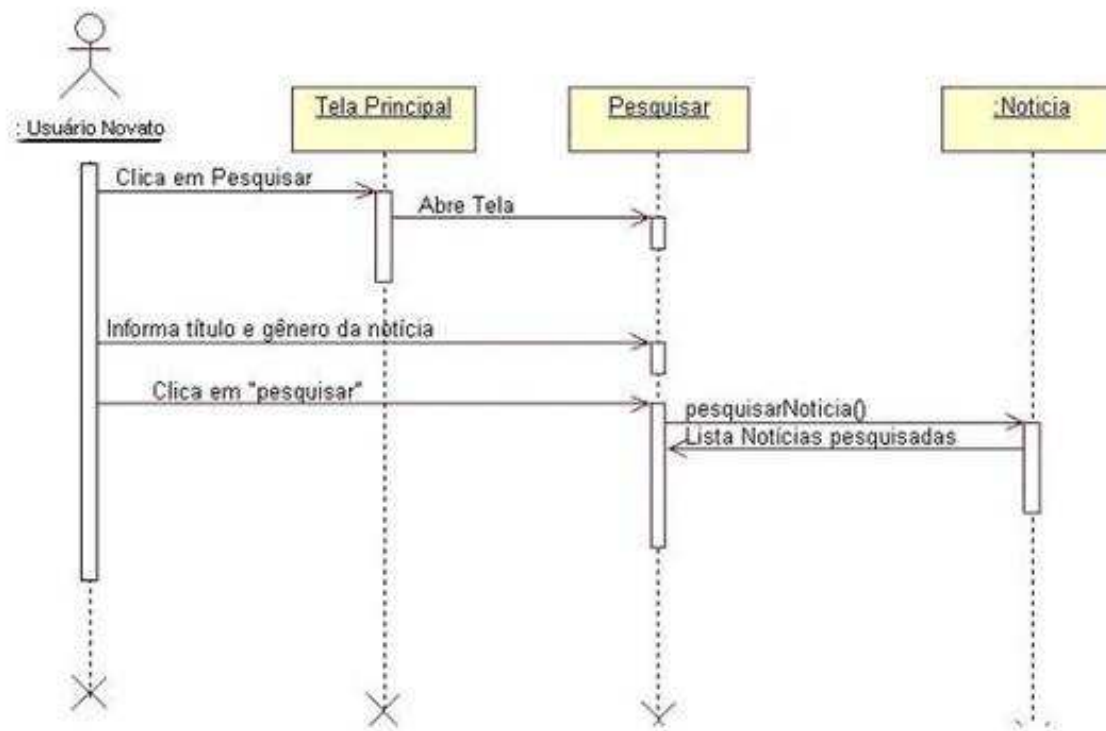 : Usuário Novato
Tela Principal
Pesquisar
:Noticia
Clica em Pesquisar
Abre Tela
Informa título e gênero da notícia
Clica em "pesquisar"
pesquisarNoticia()
Lista Notícias pesquisadas